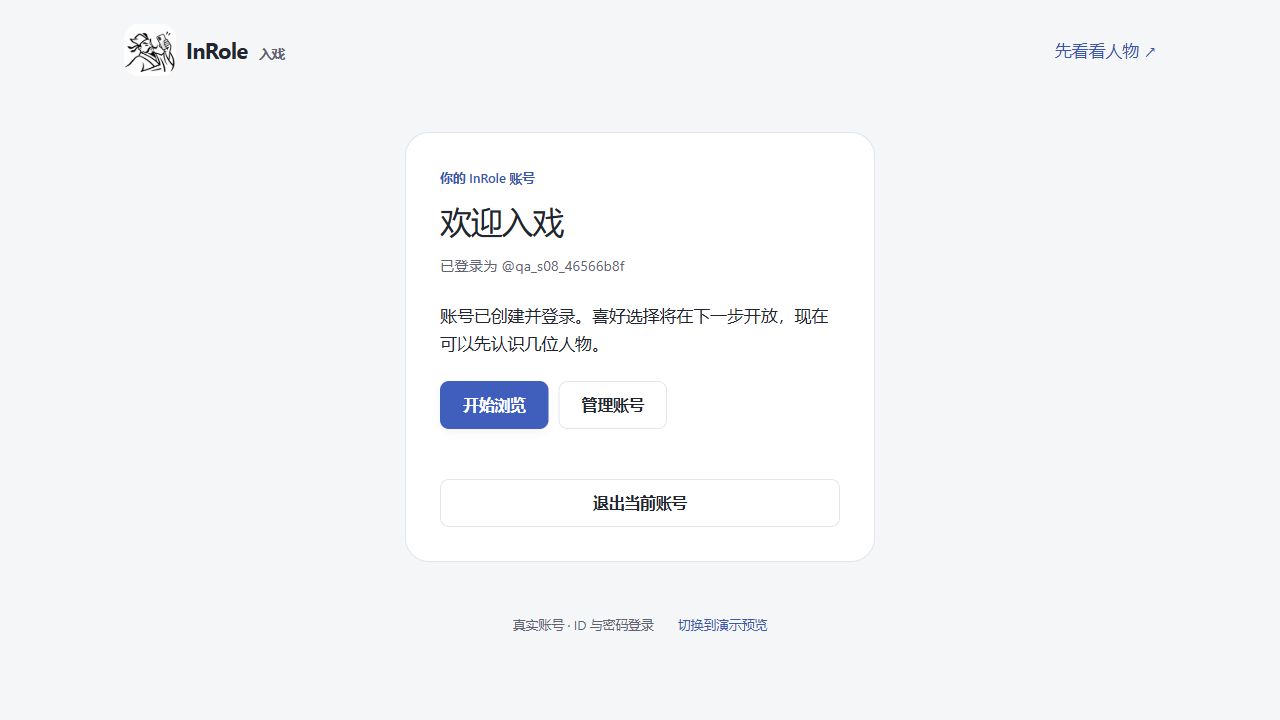 InRole 入戏
先看看人物 ↗
你的 InRole 账号
欢迎入戏
已登录为 @qa_s08_46566b8f
账号已创建并登录。喜好选择将在下一步开放，现在
可以先认识几位人物。
开始浏览 管理账号
退出当前账号
真实账号 · ID 与密码登录 切换到演示预览